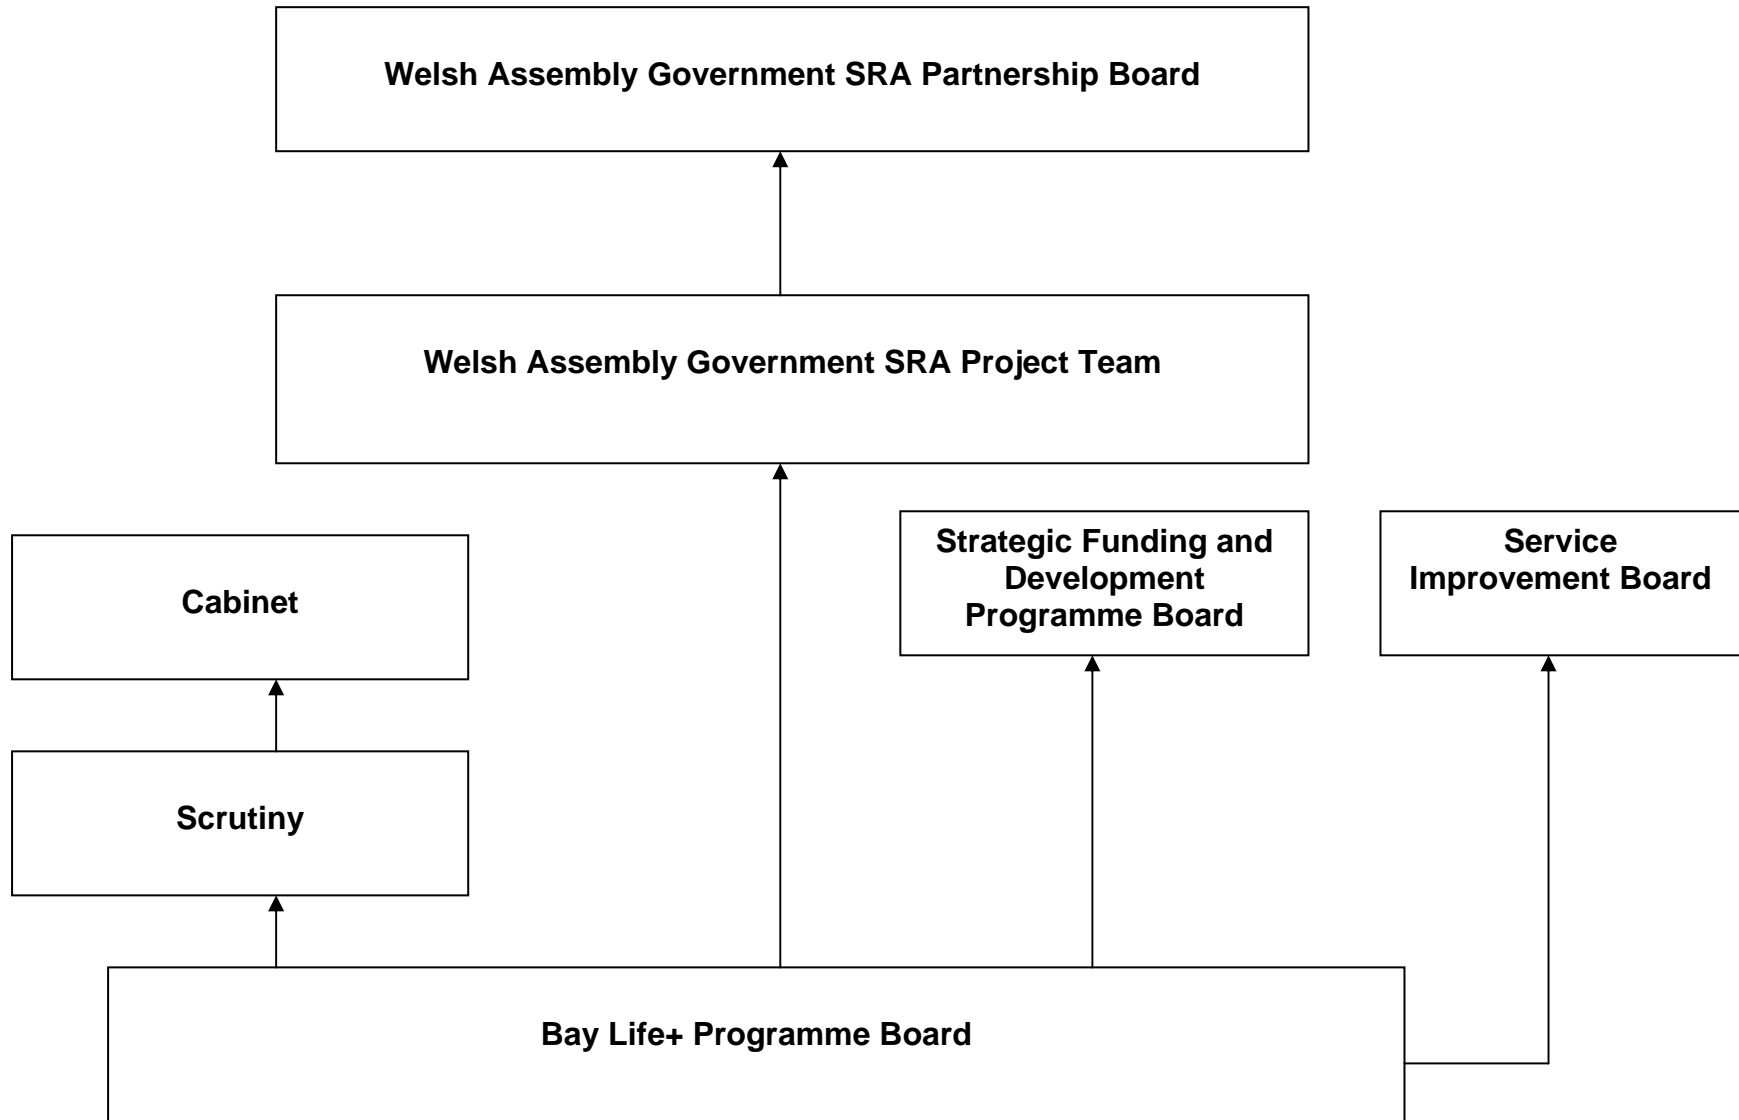 Welsh Assembly Government SRA Partnership Board
Welsh Assembly Government SRA Project Team
Strategic Funding and
Development
Programme Board
Service
Improvement Board
Cabinet
Scrutiny
Bay Life+ Programme Board